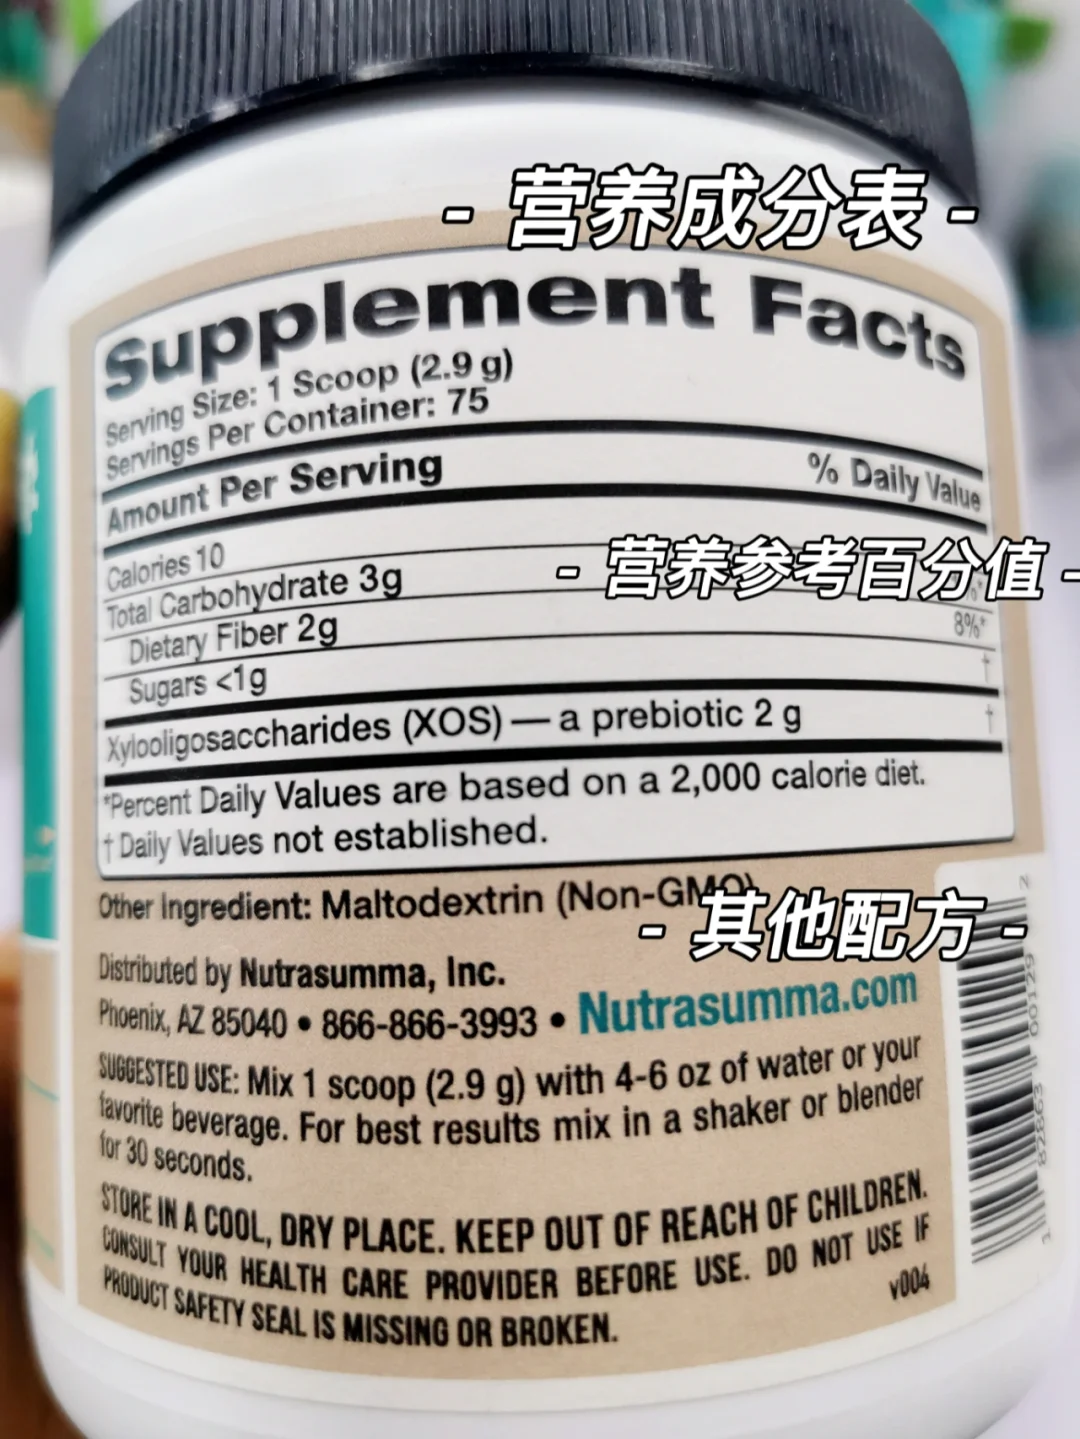 - 营养成分表 -
Supplement Facts
Serving Size: 1 Scoop (2.9 g)
Servings Per Container: 75
Amount Per Serving % Daily Value
Calories 10
- 营养参考百分值 -
Total Carbohydrate 3g
Dietary Fiber 2g 8%*
Sugars <1g †
Xylooligosaccharides (XOS) — a prebiotic 2 g †
*Percent Daily Values are based on a 2,000 calorie diet.
† Daily Values not established.
Other Ingredient: Maltodextrin (Non-GMO)
- 其他配方 -
Distributed by Nutrasumma, Inc.
Phoenix, AZ 85040 • 866-866-3993 • Nutrasumma.com
SUGGESTED USE: Mix 1 scoop (2.9 g) with 4-6 oz of water or your
favorite beverage. For best results mix in a shaker or blender
for 30 seconds.
STORE IN A COOL, DRY PLACE. KEEP OUT OF REACH OF CHILDREN.
CONSULT YOUR HEALTH CARE PROVIDER BEFORE USE. DO NOT USE IF
PRODUCT SAFETY SEAL IS MISSING OR BROKEN.
v004